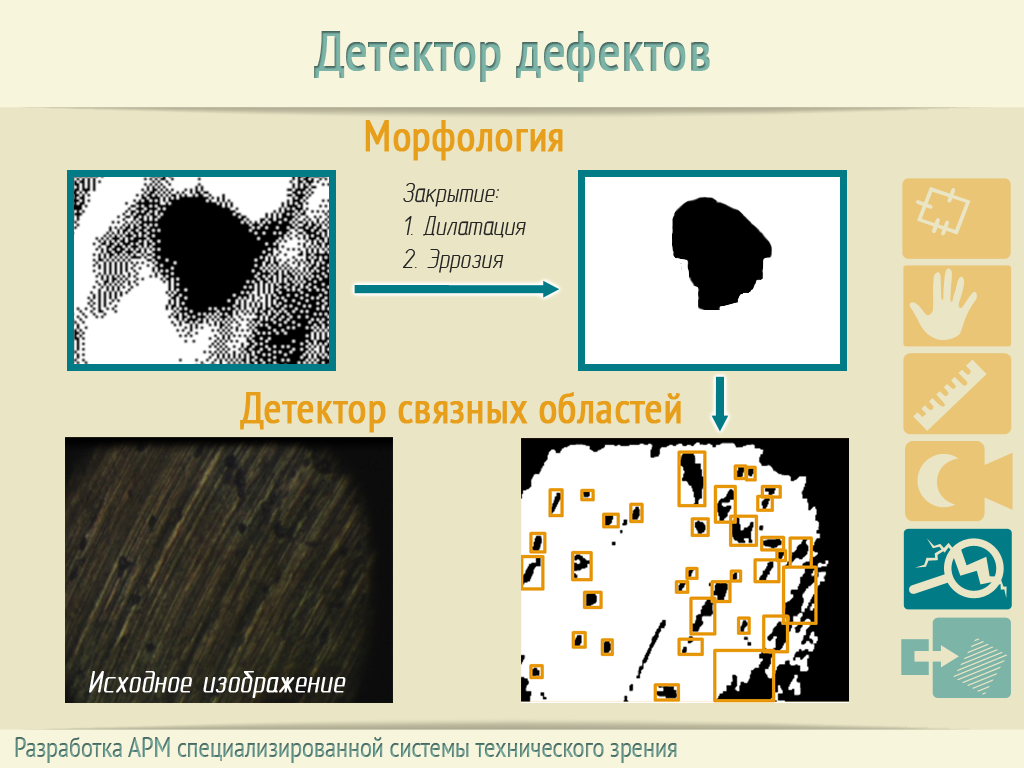 Детектор дефектов
Морфология
Закрытие:
1. Дилатация
2. Эррозия
Детектор связных областей
Исходное изображение
Разработка АРМ специализированной системы технического зрения